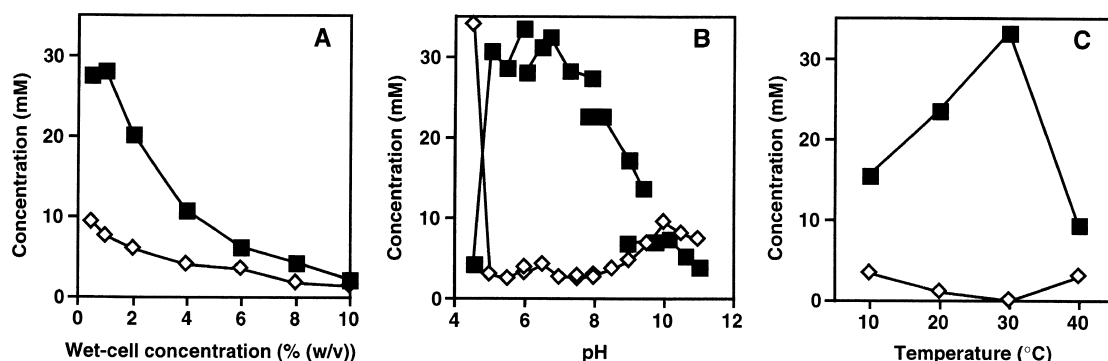 A
Concentration (mM)
30
20
10
0
0 2 4 6 8 10
Wet-cell concentration (% (w/v))
B
Concentration (mM)
30
20
10
0
4 6 8 10 12
pH
C
Concentration (mM)
30
20
10
0
10 20 30 40
Temperature (°C)